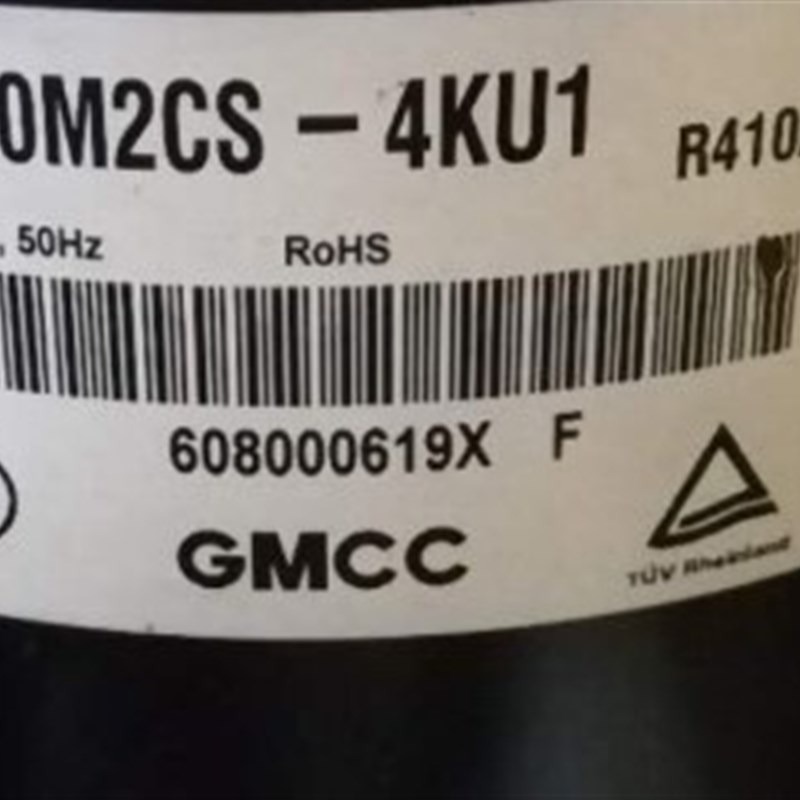 0M2CS - 4KU1 R410
, 50Hz RoHS
608000619X F
GMCC
TÜV Rheinland